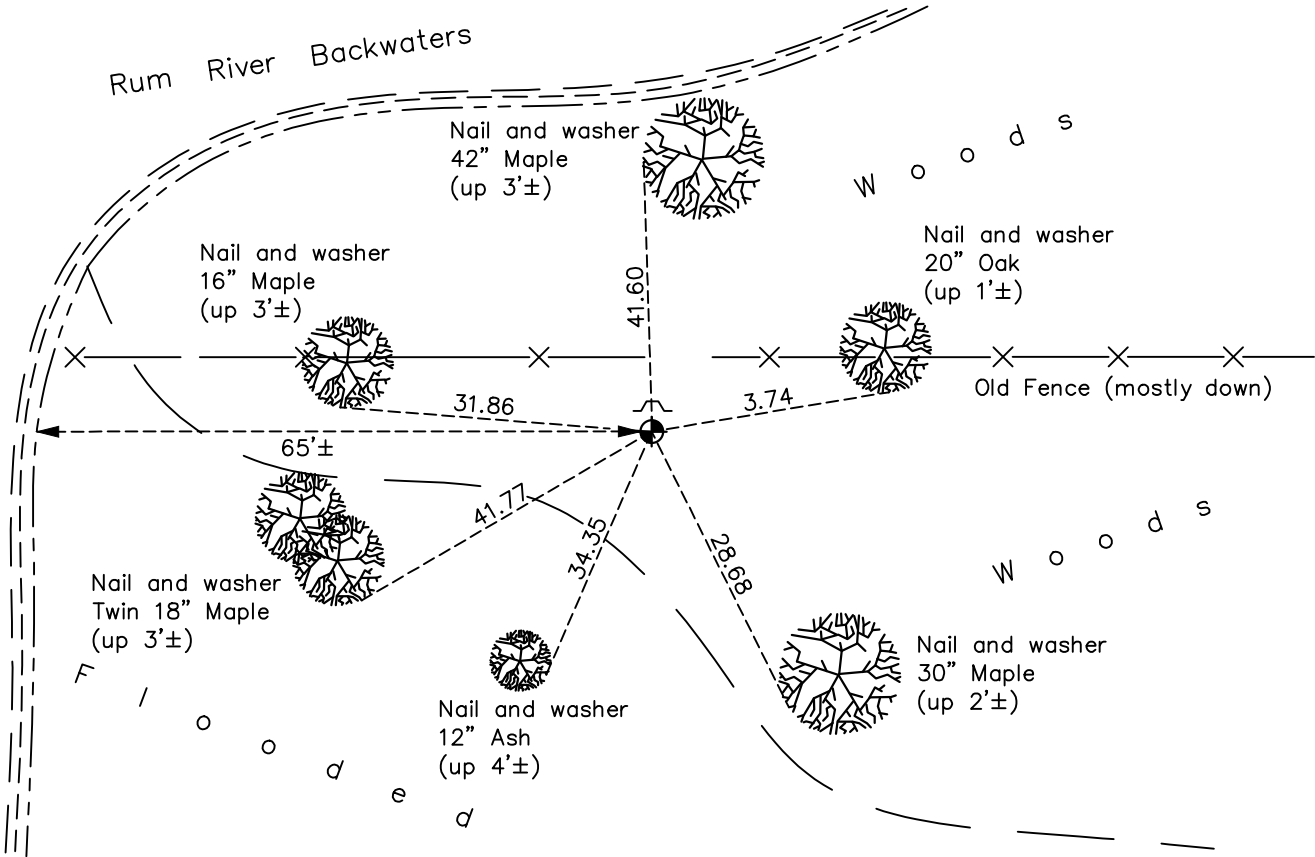 Rum River Backwaters
Nail and washer
42" Maple
(up 3'±)
Woods
Nail and washer
16" Maple
(up 3'±)
Nail and washer
20" Oak
(up 1'±)
41.60
Old Fence (mostly down)
31.86
3.74
65'±
41.77
34.35
28.68
Woods
Nail and washer
Twin 18" Maple
(up 3'±)
Nail and washer
30" Maple
(up 2'±)
Flooded
Nail and washer
12" Ash
(up 4'±)